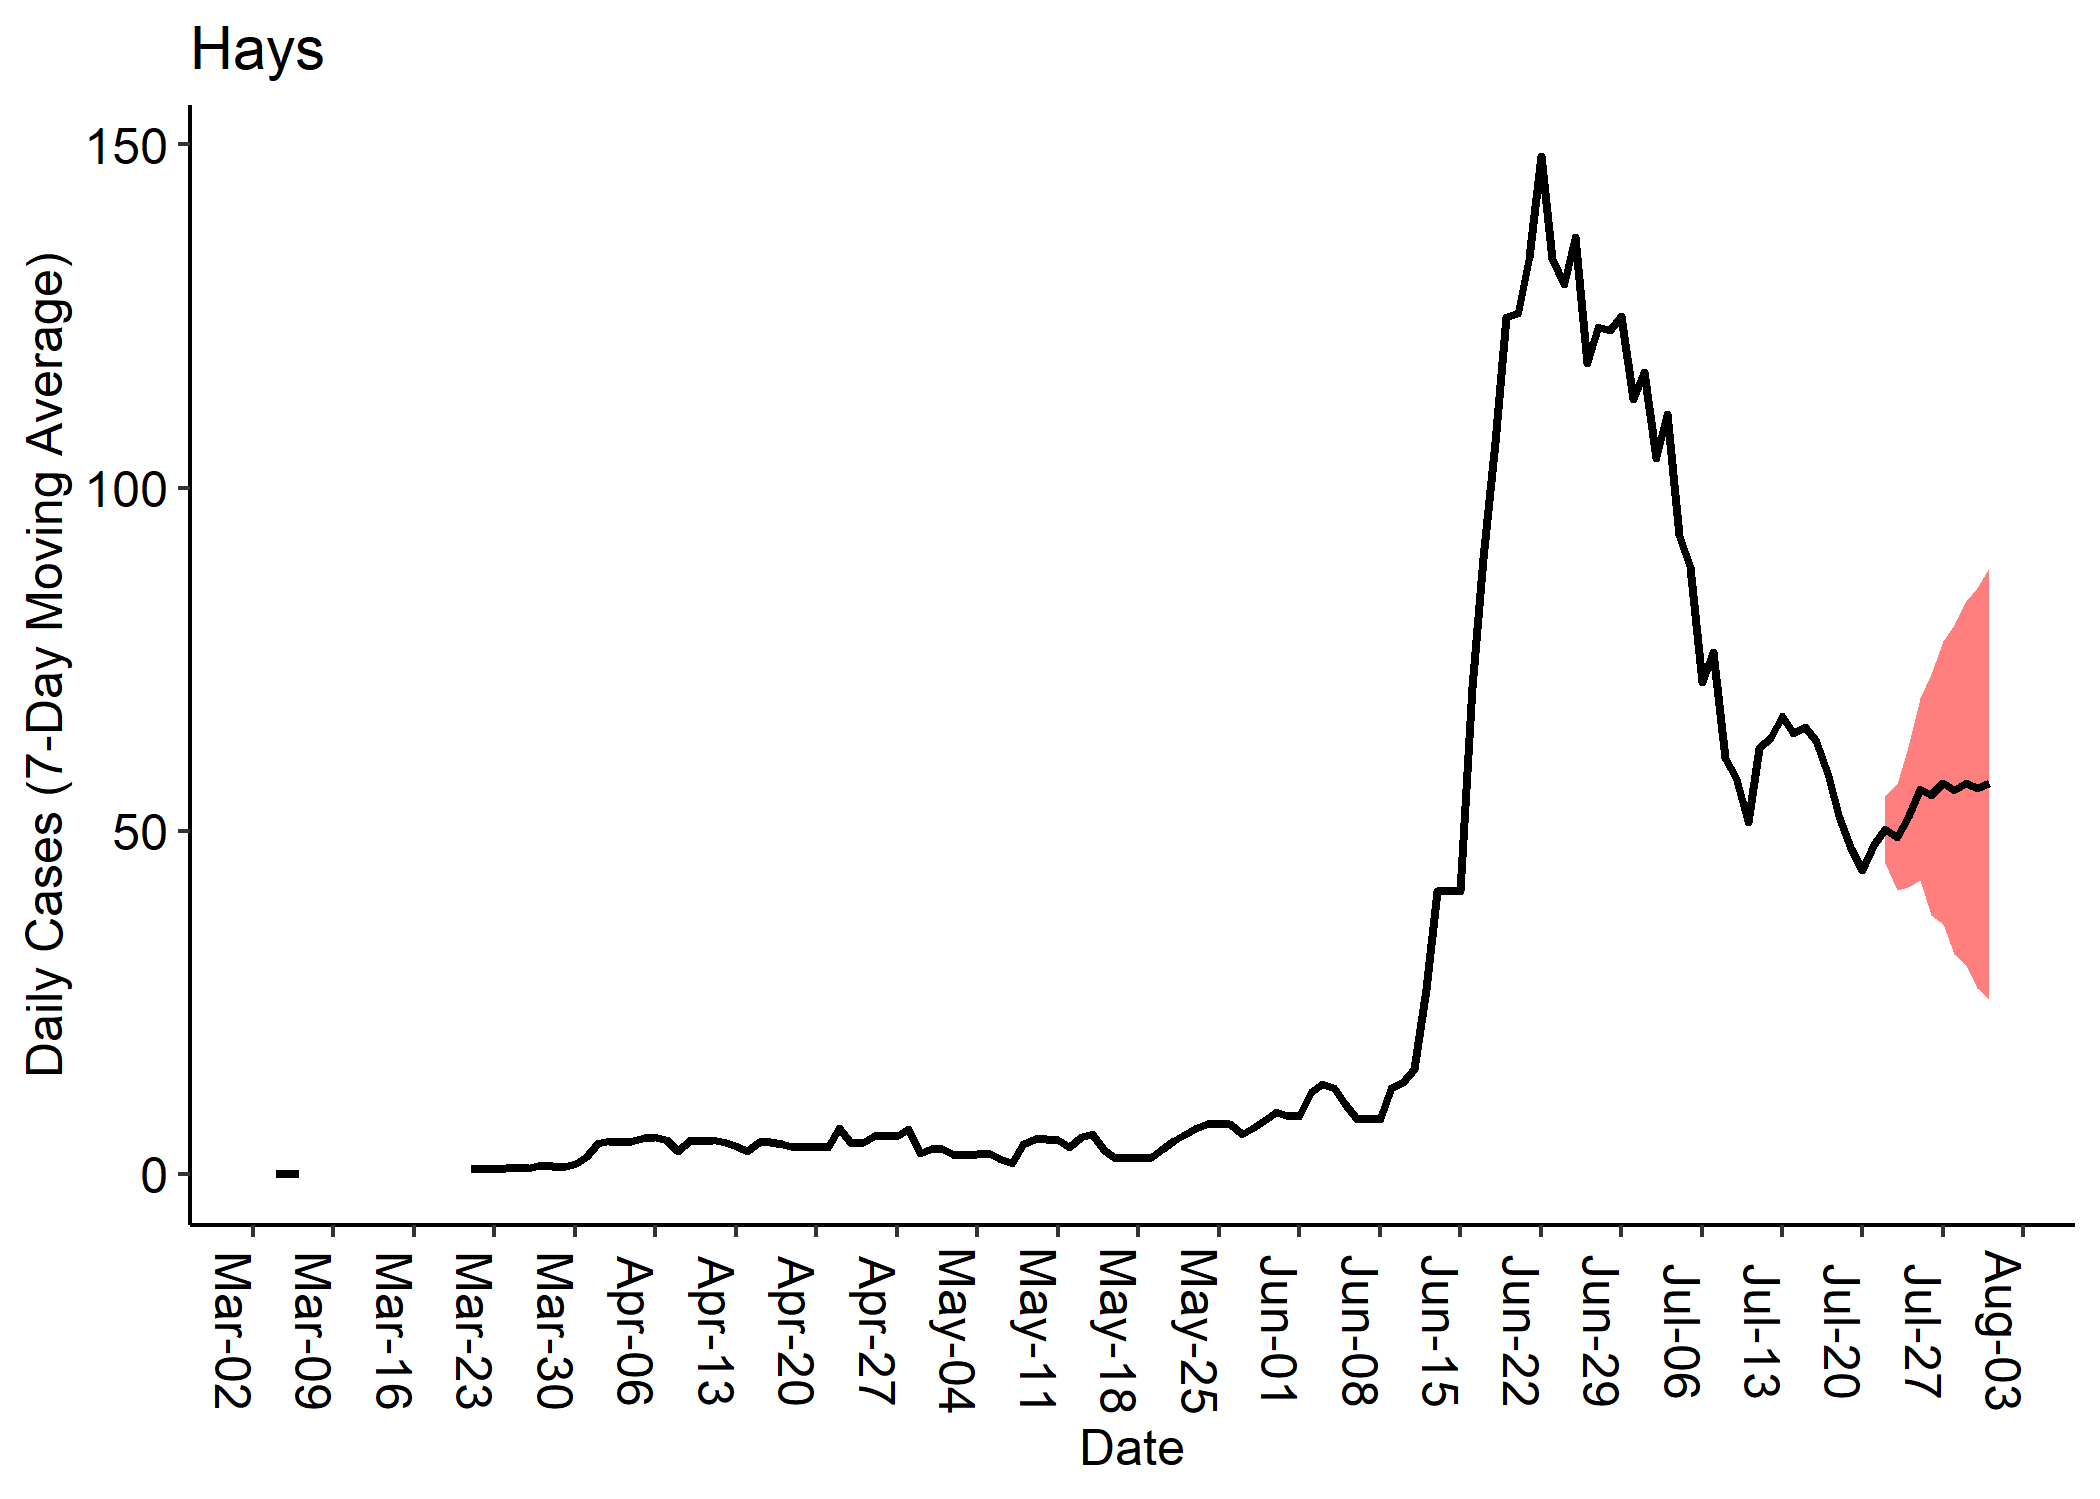 Hays
Daily Cases (7-Day Moving Average)
150
100
50
0
Mar-02
Mar-09
Mar-16
Mar-23
Mar-30
Apr-06
Apr-13
Apr-20
Apr-27
May-04
May-11
May-18
May-25
Jun-01
Jun-08
Jun-15
Jun-22
Jun-29
Jul-06
Jul-13
Jul-20
Jul-27
Aug-03
Date